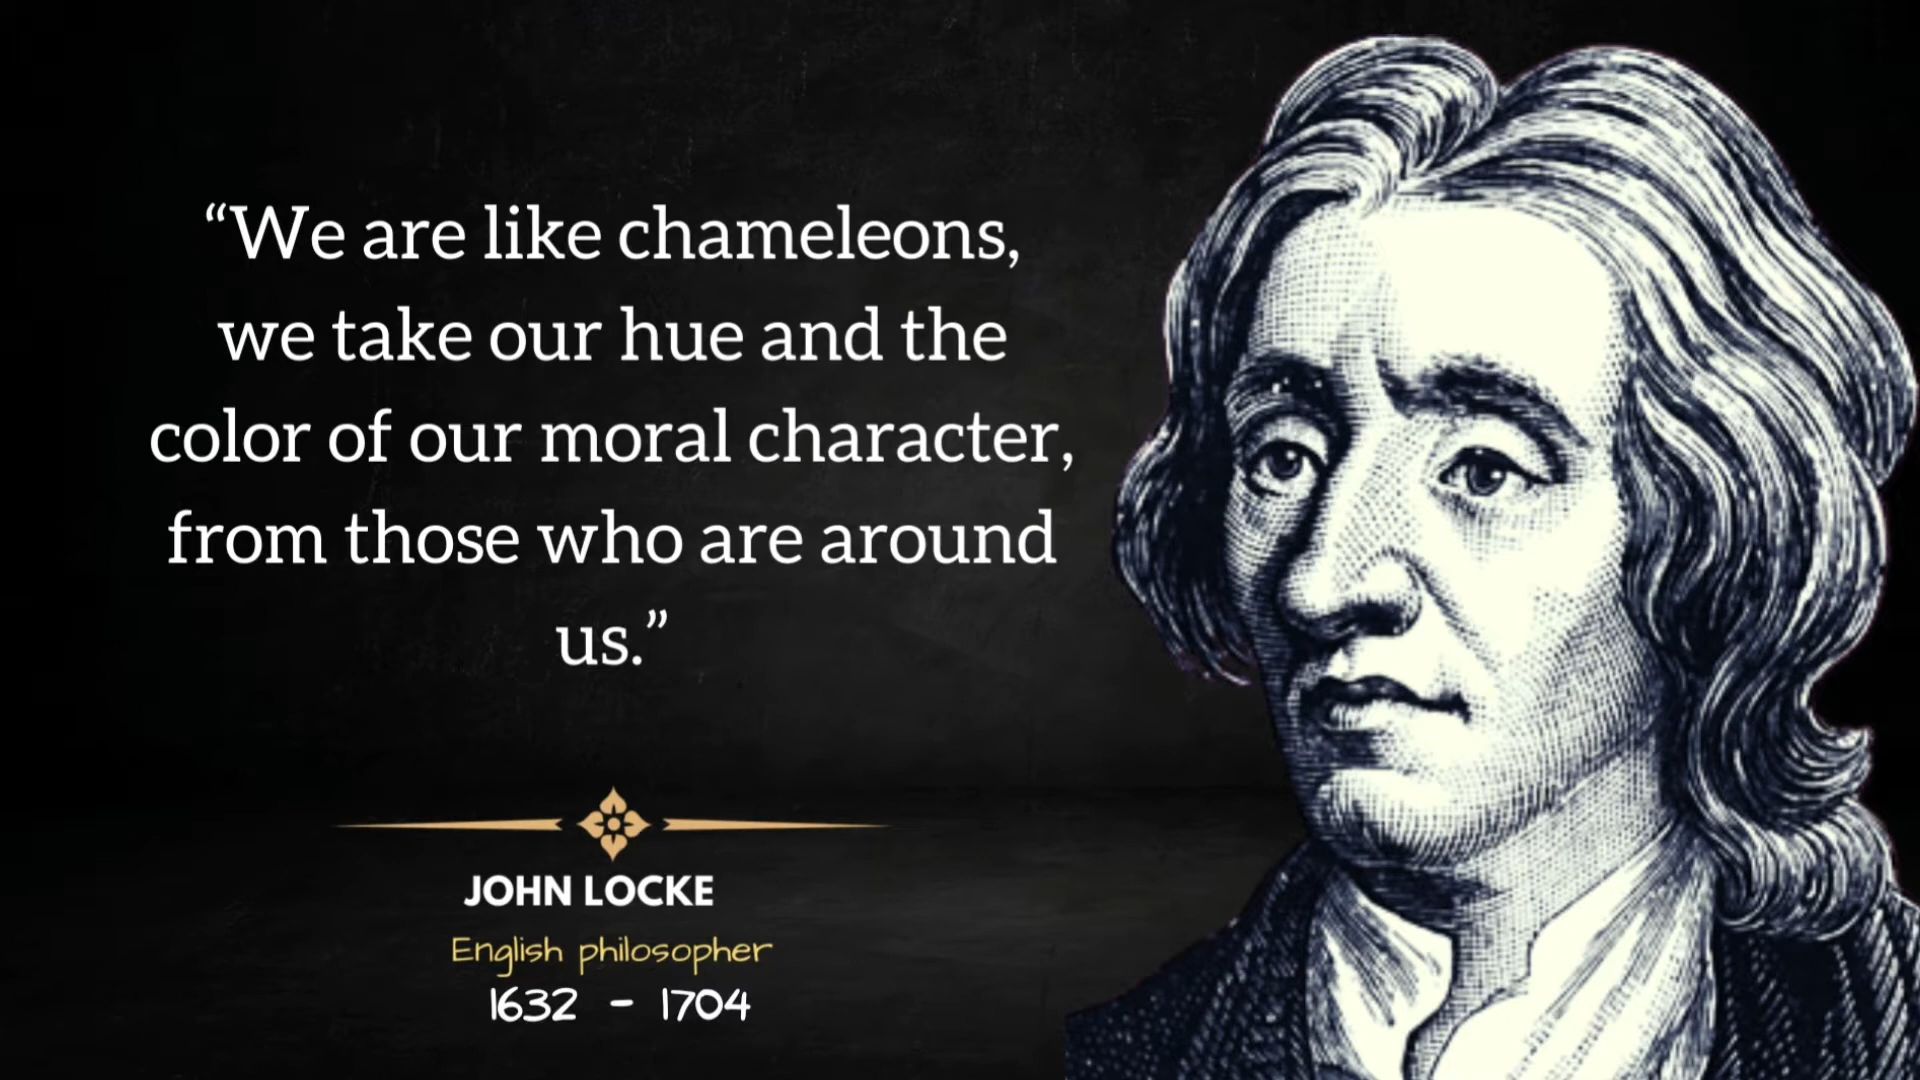 “We are like chameleons,
we take our hue and the
color of our moral character,
from those who are around
us.”
JOHN LOCKE
English philosopher
1632 - 1704